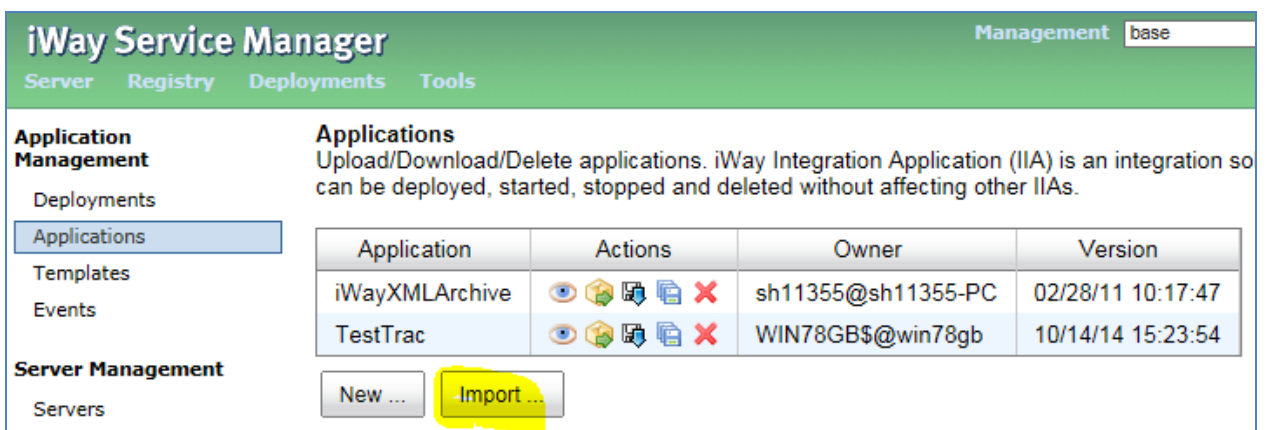 iWay Service Manager
Management base
Server Registry Deployments Tools
Application
Management
Deployments
Applications
Templates
Events
Server Management
Servers
Applications
Upload/Download/Delete applications. iWay Integration Application (IIA) is an integration so
can be deployed, started, stopped and deleted without affecting other IIAs.
Application Actions Owner Version
iWayXMLArchive sh11355@sh11355-PC 02/28/11 10:17:47
TestTrac WIN78GB$@win78gb 10/14/14 15:23:54
New ... Import ...